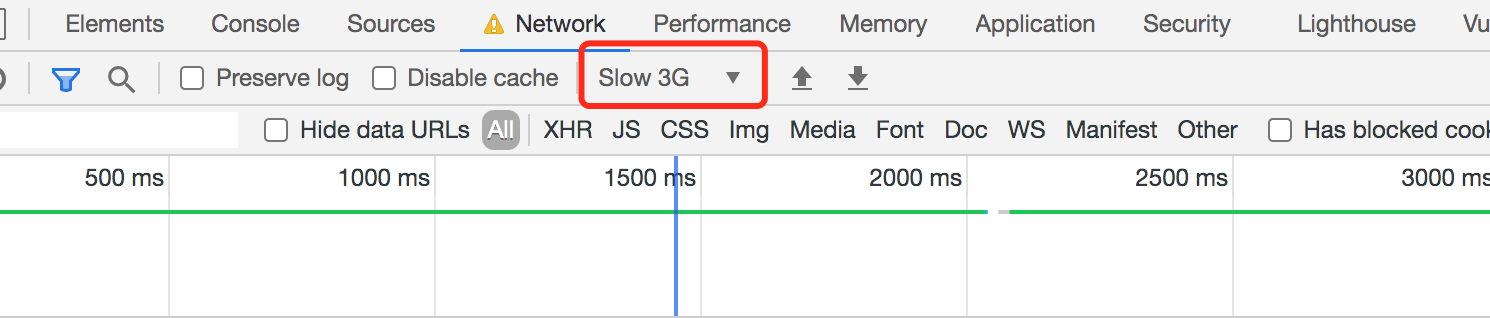 Elements Console Sources Network Performance Memory Application Security Lighthouse Vu
Preserve log Disable cache Slow 3G
Hide data URLs All XHR JS CSS Img Media Font Doc WS Manifest Other Has blocked cook
500 ms 1000 ms 1500 ms 2000 ms 2500 ms 3000 ms